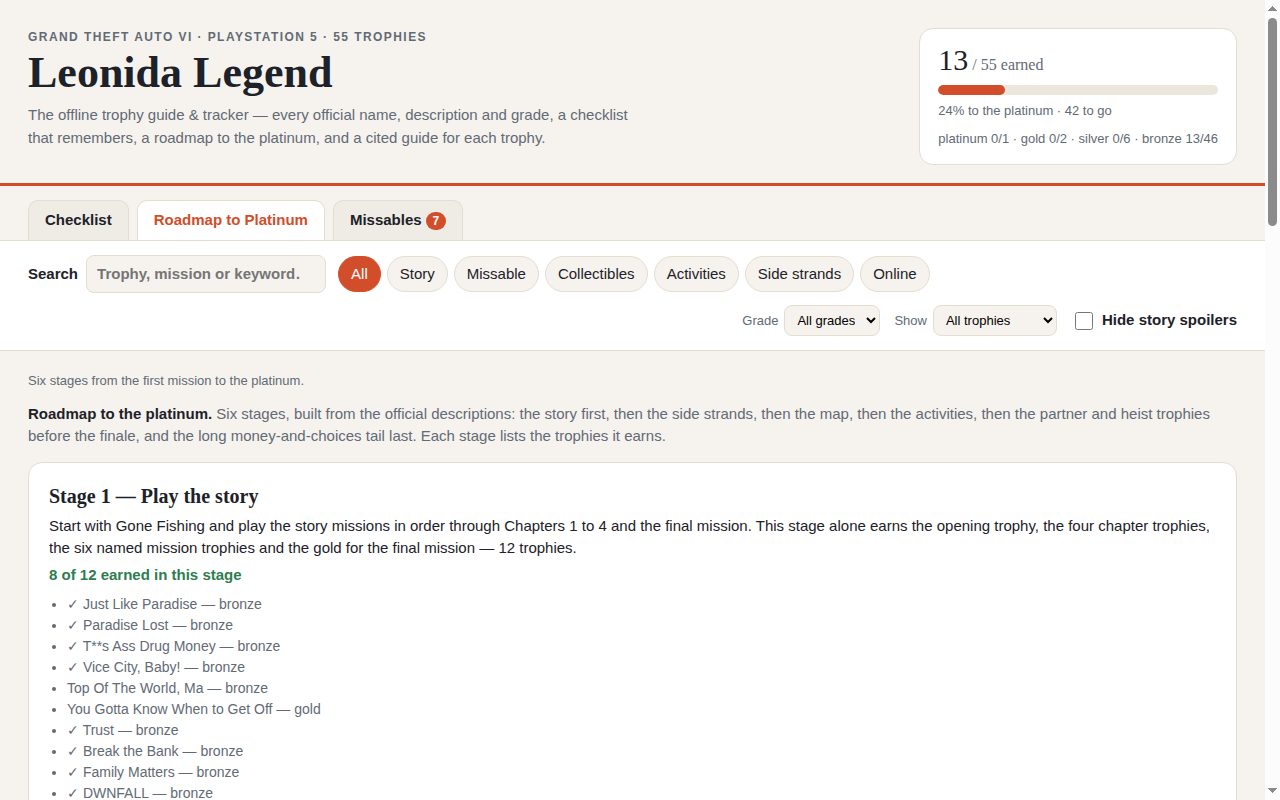 GRAND THEFT AUTO VI · PLAYSTATION 5 · 55 TROPHIES
Leonida Legend
The offline trophy guide & tracker — every official name, description and grade, a checklist
that remembers, a roadmap to the platinum, and a cited guide for each trophy.
13 / 55 earned
24% to the platinum · 42 to go
platinum 0/1 · gold 0/2 · silver 0/6 · bronze 13/46
Checklist
Roadmap to Platinum
Missables 7
Search
Trophy, mission or keyword.
All
Story
Missable
Collectibles
Activities
Side strands
Online
Grade
All grades
Show
All trophies
Hide story spoilers
Six stages from the first mission to the platinum.
Roadmap to the platinum. Six stages, built from the official descriptions: the story first, then the side strands, then the map, then the activities, then the partner and heist trophies
before the finale, and the long money-and-choices tail last. Each stage lists the trophies it earns.
Stage 1 — Play the story
Start with Gone Fishing and play the story missions in order through Chapters 1 to 4 and the final mission. This stage alone earns the opening trophy, the four chapter trophies,
the six named mission trophies and the gold for the final mission — 12 trophies.
8 of 12 earned in this stage
• ✓ Just Like Paradise — bronze
• ✓ Paradise Lost — bronze
• ✓ T**s Ass Drug Money — bronze
• ✓ Vice City, Baby! — bronze
• Top Of The World, Ma — bronze
• You Gotta Know When to Get Off — gold
• ✓ Trust — bronze
• ✓ Break the Bank — bronze
• ✓ Family Matters — bronze
• ✓ DWNFALL — bronze